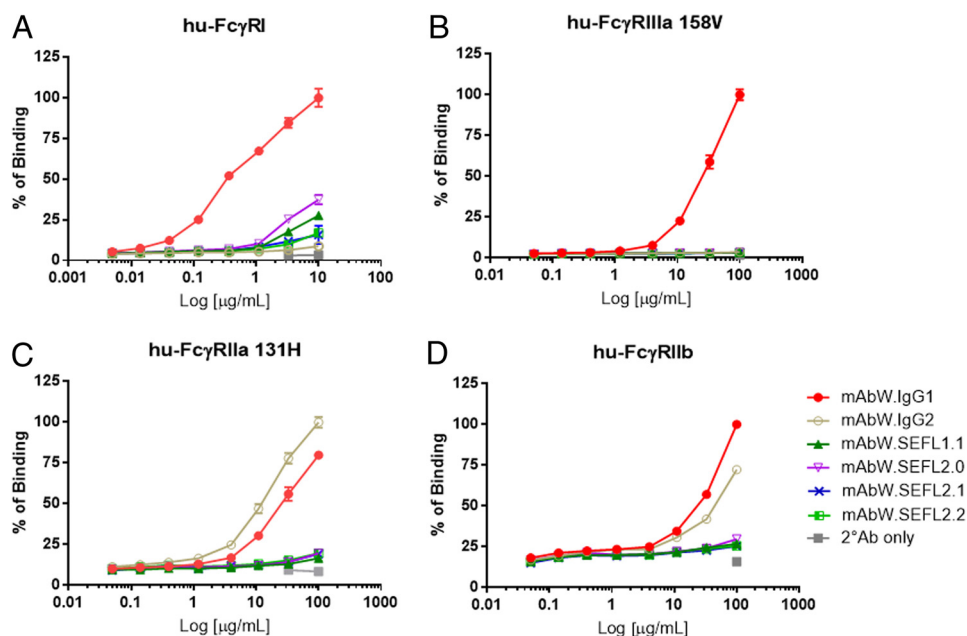 A
hu-FcγRI
% of Binding
125
100
75
50
25
0
0.001 0.01 0.1 1 10 100
Log [μg/mL]
B
hu-FcγRIIIa 158V
% of Binding
125
100
75
50
25
0
0.01 0.1 1 10 100 1000
Log [μg/mL]
C
hu-FcγRIIa 131H
% of Binding
125
100
75
50
25
0
0.01 0.1 1 10 100 1000
Log [μg/mL]
D
hu-FcγRIIb
% of Binding
125
100
75
50
25
0
0.01 0.1 1 10 100 1000
Log [μg/mL]
mAbW.IgG1
mAbW.IgG2
mAbW.SEFL1.1
mAbW.SEFL2.0
mAbW.SEFL2.1
mAbW.SEFL2.2
2°Ab only